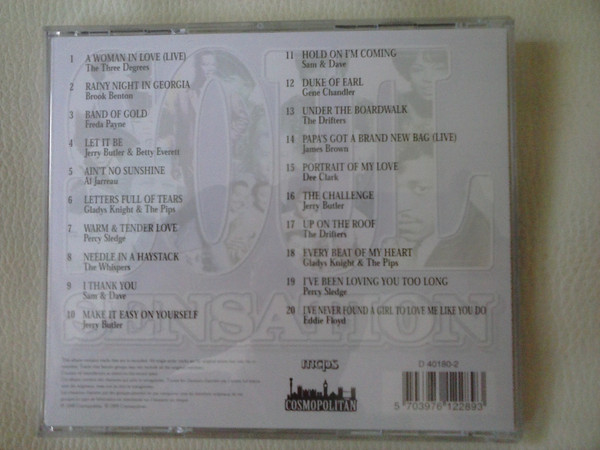 SOUL
SENSATION
1 A WOMAN IN LOVE (LIVE)
The Three Degrees
2 RAINY NIGHT IN GEORGIA
Brook Benton
3 BAND OF GOLD
Freda Payne
4 LET IT BE
Jerry Butler & Betty Everett
5 AIN'T NO SUNSHINE
Al Jarreau
6 LETTERS FULL OF TEARS
Gladys Knight & The Pips
7 WARM & TENDER LOVE
Percy Sledge
8 NEEDLE IN A HAYSTACK
The Whispers
9 I THANK YOU
Sam & Dave
10 MAKE IT EASY ON YOURSELF
Jerry Butler
11 HOLD ON I'M COMING
Sam & Dave
12 DUKE OF EARL
Gene Chandler
13 UNDER THE BOARDWALK
The Drifters
14 PAPA'S GOT A BRAND NEW BAG (LIVE)
James Brown
15 PORTRAIT OF MY LOVE
Dee Clark
16 THE CHALLENGE
Jerry Butler
17 UP ON THE ROOF
The Drifters
18 EVERY BEAT OF MY HEART
Gladys Knight & The Pips
19 I'VE BEEN LOVING YOU TOO LONG
Percy Sledge
20 I'VE NEVER FOUND A GIRL TO LOVE ME LIKE YOU DO
Eddie Floyd
mcps
COSMOPOLITAN
D 40180-2
5 703976 122893